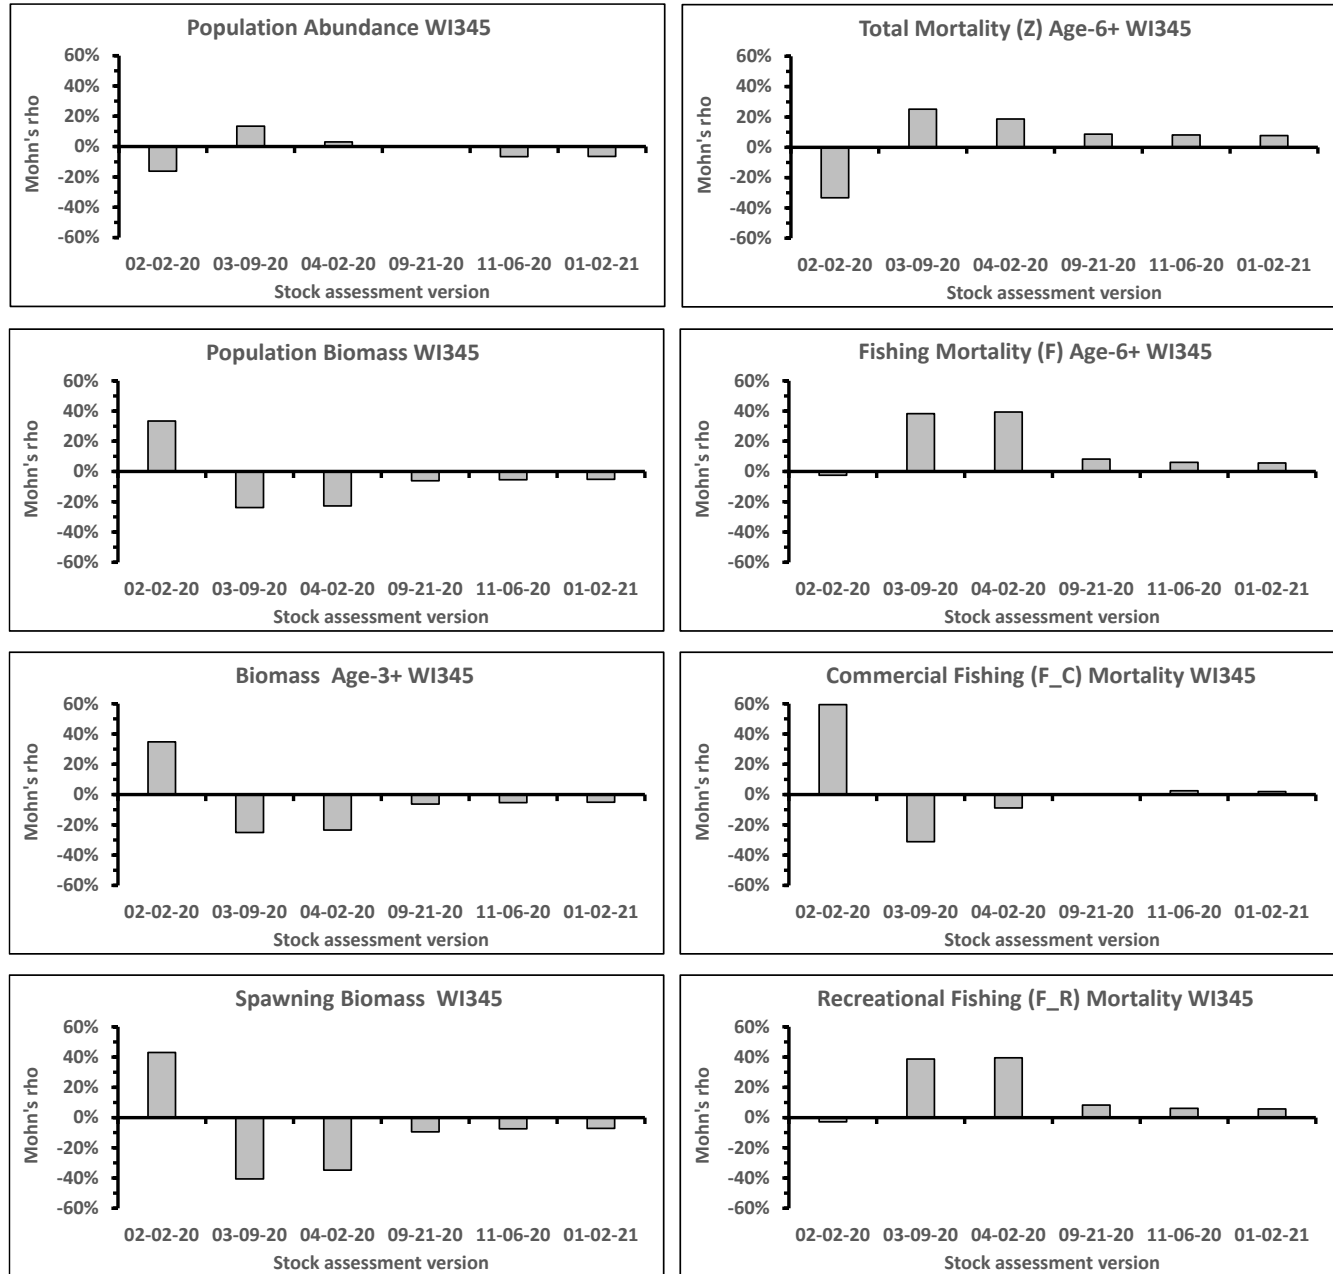 Population Abundance WI345
60%
40%
20%
0%
-20%
-40%
-60%
Mohn's rho
02-02-20 03-09-20 04-02-20 09-21-20 11-06-20 01-02-21
Stock assessment version
Total Mortality (Z) Age-6+ WI345
60%
40%
20%
0%
-20%
-40%
-60%
Mohn's rho
02-02-20 03-09-20 04-02-20 09-21-20 11-06-20 01-02-21
Stock assessment version
Population Biomass WI345
60%
40%
20%
0%
-20%
-40%
-60%
Mohn's rho
02-02-20 03-09-20 04-02-20 09-21-20 11-06-20 01-02-21
Stock assessment version
Fishing Mortality (F) Age-6+ WI345
60%
40%
20%
0%
-20%
-40%
-60%
Mohn's rho
02-02-20 03-09-20 04-02-20 09-21-20 11-06-20 01-02-21
Stock assessment version
Biomass Age-3+ WI345
60%
40%
20%
0%
-20%
-40%
-60%
Mohn's rho
02-02-20 03-09-20 04-02-20 09-21-20 11-06-20 01-02-21
Stock assessment version
Commercial Fishing (F_C) Mortality WI345
60%
40%
20%
0%
-20%
-40%
-60%
Mohn's rho
02-02-20 03-09-20 04-02-20 09-21-20 11-06-20 01-02-21
Stock assessment version
Spawning Biomass WI345
60%
40%
20%
0%
-20%
-40%
-60%
Mohn's rho
02-02-20 03-09-20 04-02-20 09-21-20 11-06-20 01-02-21
Stock assessment version
Recreational Fishing (F_R) Mortality WI345
60%
40%
20%
0%
-20%
-40%
-60%
Mohn's rho
02-02-20 03-09-20 04-02-20 09-21-20 11-06-20 01-02-21
Stock assessment version